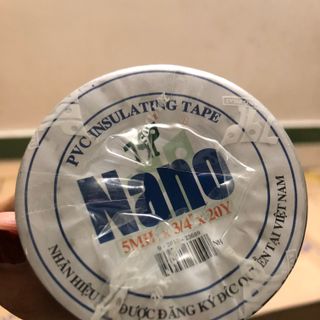 PVC INSULATING TAPE
Nano
5MIL x 3/4" x 20Y
NHÃN HIỆU ĐƯỢC ĐĂNG KÝ ĐỘC QUYỀN TẠI VIỆT NAM